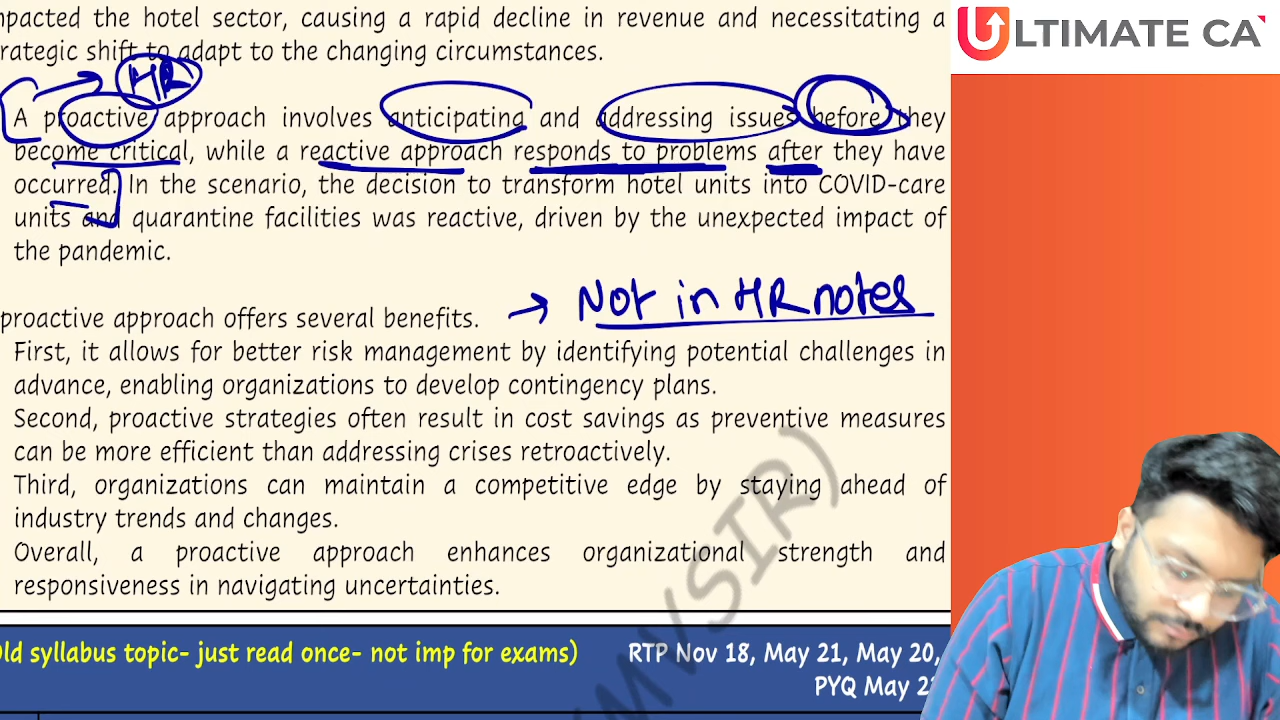 mpacted the hotel sector, causing a rapid decline in revenue and necessitating a
rategic shift to adapt to the changing circumstances.
HR
A proactive approach involves anticipating and addressing issues before they
become critical, while a reactive approach responds to problems after they have
occurred. In the scenario, the decision to transform hotel units into COVID-care
units and quarantine facilities was reactive, driven by the unexpected impact of
the pandemic.
→ Not in HR notes
proactive approach offers several benefits.
First, it allows for better risk management by identifying potential challenges in
advance, enabling organizations to develop contingency plans.
Second, proactive strategies often result in cost savings as preventive measures
can be more efficient than addressing crises retroactively.
Third, organizations can maintain a competitive edge by staying ahead of
industry trends and changes.
Overall, a proactive approach enhances organizational strength and
responsiveness in navigating uncertainties.
ld syllabus topic- just read once- not imp for exams)
RTP Nov 18, May 21, May 20,
PYQ May 2
MVSIR)
ULTIMATE CA